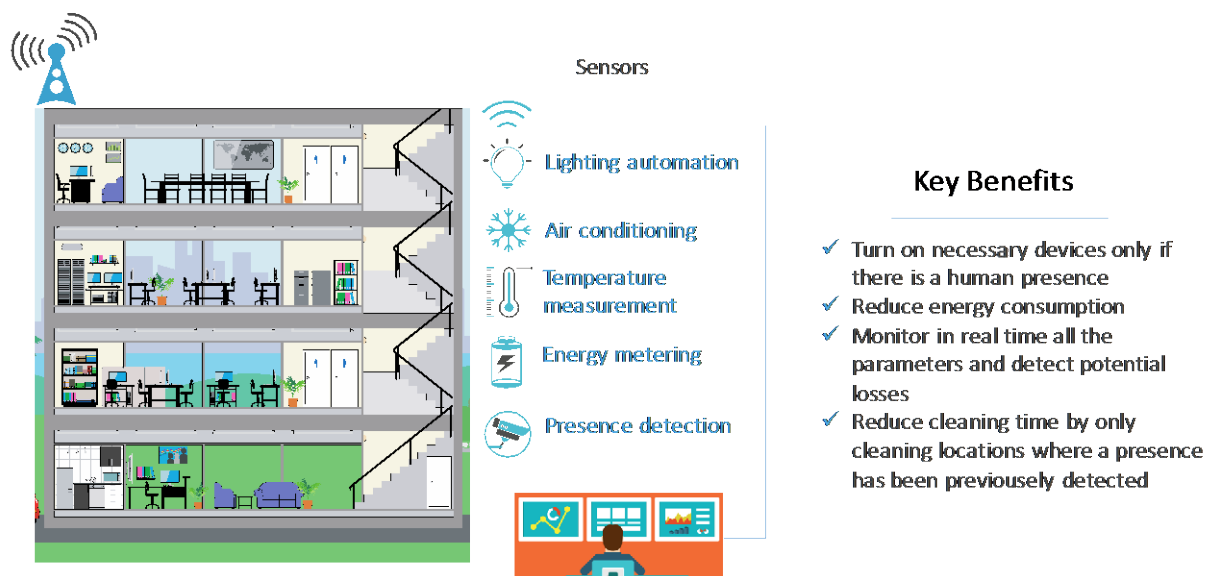 Sensors
Lighting automation
Air conditioning
Temperature
measurement
Energy metering
Presence detection
Key Benefits
✓ Turn on necessary devices only if
there is a human presence
✓ Reduce energy consumption
✓ Monitor in real time all the
parameters and detect potential
losses
✓ Reduce cleaning time by only
cleaning locations where a presence
has been previousely detected